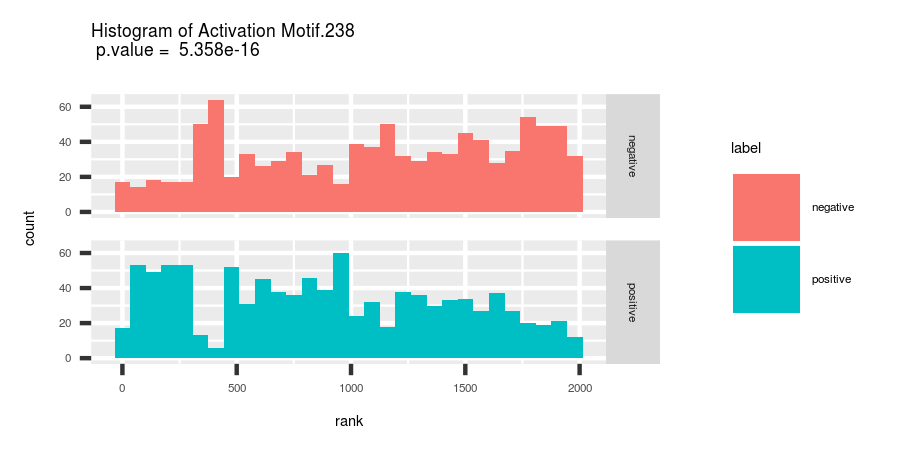 Histogram of Activation Motif.238
p.value = 5.358e-16
count
60
40
20
0
negative
60
40
20
0
positive
0 500 1000 1500 2000
rank
label
negative
positive